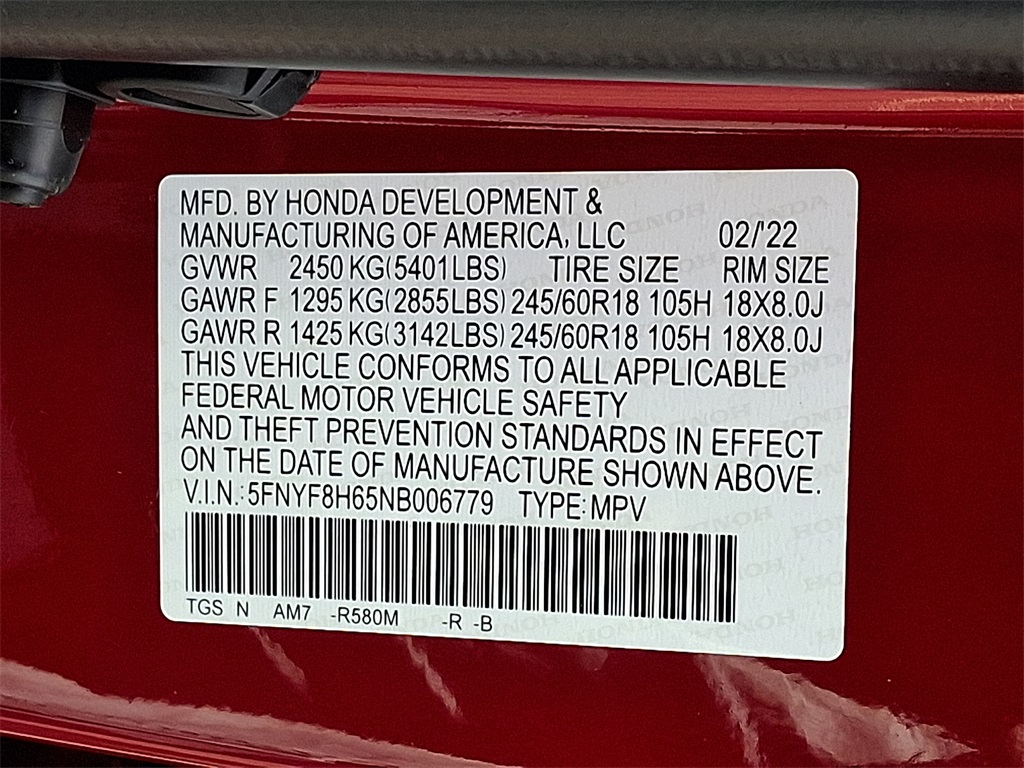 MFD. BY HONDA DEVELOPMENT &
MANUFACTURING OF AMERICA, LLC 02/'22
GVWR 2450 KG(5401LBS) TIRE SIZE RIM SIZE
GAWR F 1295 KG(2855LBS) 245/60R18 105H 18X8.0J
GAWR R 1425 KG(3142LBS) 245/60R18 105H 18X8.0J
THIS VEHICLE CONFORMS TO ALL APPLICABLE
FEDERAL MOTOR VEHICLE SAFETY
AND THEFT PREVENTION STANDARDS IN EFFECT
ON THE DATE OF MANUFACTURE SHOWN ABOVE.
V.I.N.: 5FNYF8H65NB006779 TYPE: MPV
TGS N AM7 -R580M -R -B